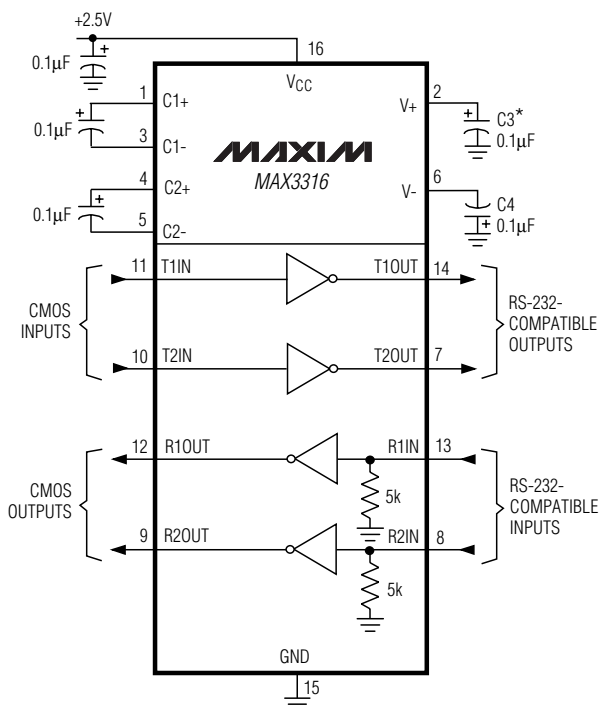 +2.5V
0.1μF
16
VCC
1
C1+
0.1μF
3
C1-
4
C2+
0.1μF
5
C2-
2
V+
C3*
0.1μF
6
V-
C4
0.1μF
MAXIM
MAX3316
CMOS
INPUTS
11
T1IN
T1OUT
14
10
T2IN
T2OUT
7
RS-232-
COMPATIBLE
OUTPUTS
CMOS
OUTPUTS
12
R1OUT
R1IN
13
5k
9
R2OUT
R2IN
8
5k
RS-232-
COMPATIBLE
INPUTS
GND
15